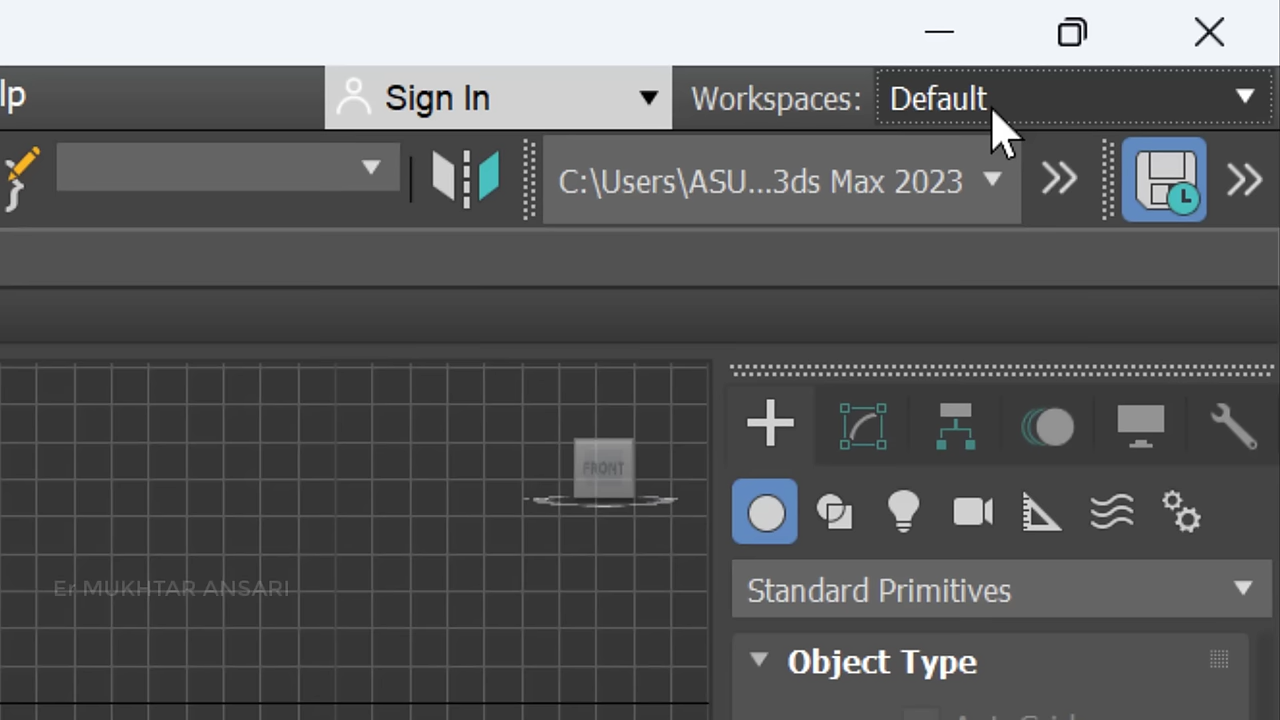 lp
Sign In
Workspaces:
Default
C:\Users\ASU...3ds Max 2023
FRONT
Er MUKHTAR ANSARI
Standard Primitives
Object Type